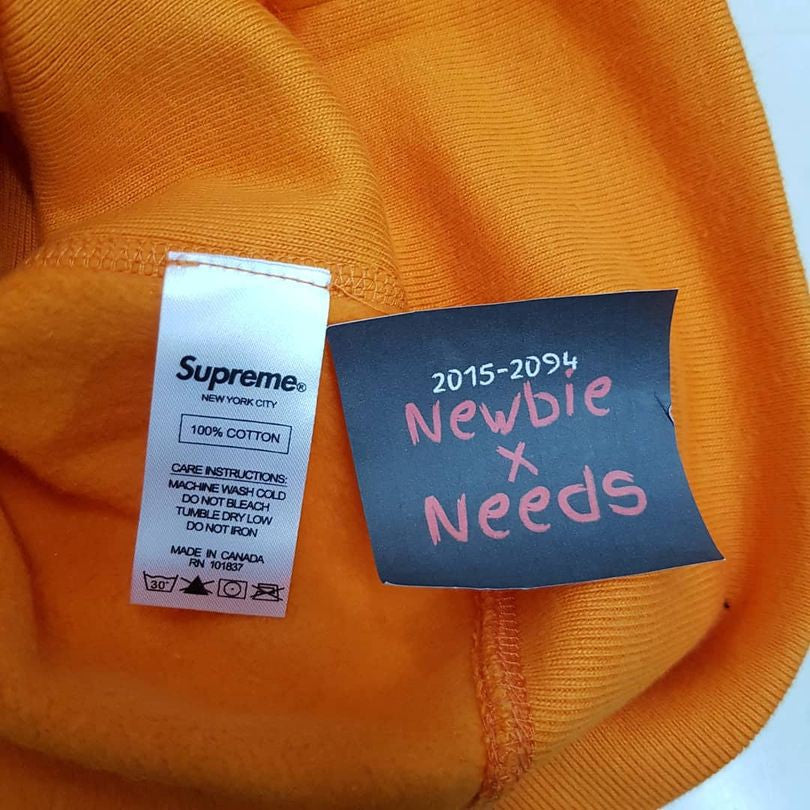 Supreme®
NEW YORK CITY
100% COTTON
CARE INSTRUCTIONS:
MACHINE WASH COLD
DO NOT BLEACH
TUMBLE DRY LOW
DO NOT IRON
MADE IN CANADA
RN 101837
30°
2015-2094
Newbie
x
Needs